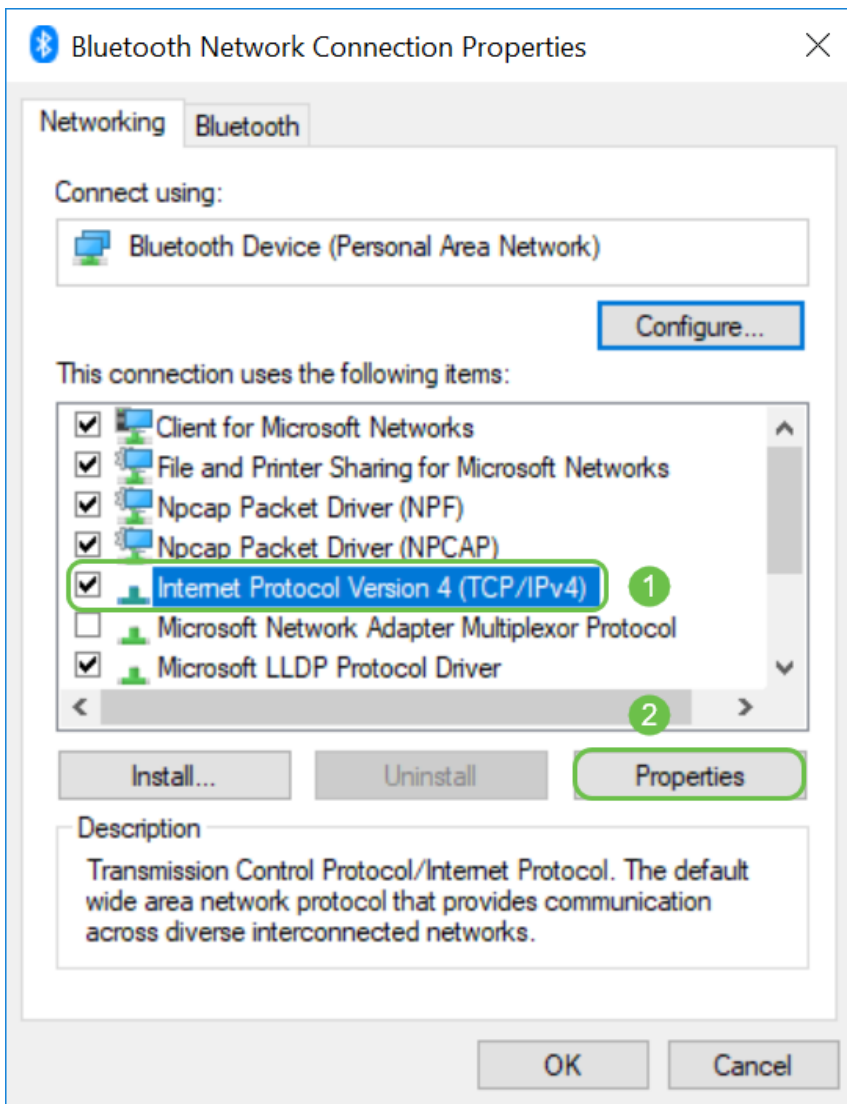 Bluetooth Network Connection Properties
Networking
Bluetooth
Connect using:
Bluetooth Device (Personal Area Network)
Configure...
This connection uses the following items:
Client for Microsoft Networks
File and Printer Sharing for Microsoft Networks
Npcap Packet Driver (NPF)
Npcap Packet Driver (NPCAP)
Internet Protocol Version 4 (TCP/IPv4) 1
Microsoft Network Adapter Multiplexor Protocol
Microsoft LLDP Protocol Driver
2
Install...
Uninstall
Properties
Description
Transmission Control Protocol/Internet Protocol. The default
wide area network protocol that provides communication
across diverse interconnected networks.
OK
Cancel